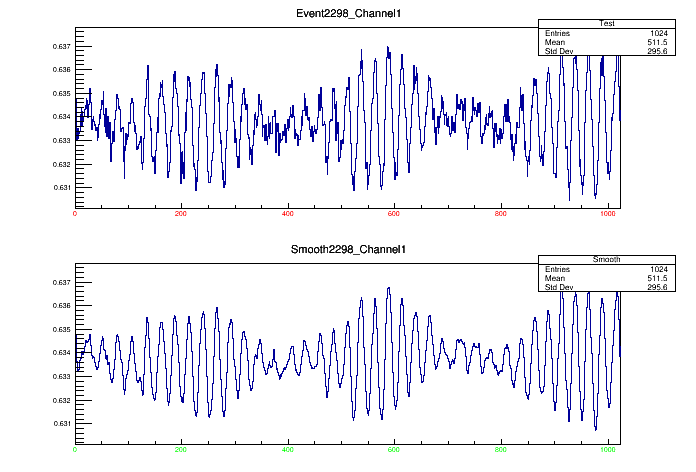 Event2298_Channel1
Test
Entries 1024
Mean 511.5
Std Dev 295.6
0.637
0.636
0.635
0.634
0.633
0.632
0.631
0 200 400 600 800 1000
Smooth2298_Channel1
Smooth
Entries 1024
Mean 511.5
Std Dev 295.6
0.637
0.636
0.635
0.634
0.633
0.632
0.631
0 200 400 600 800 1000